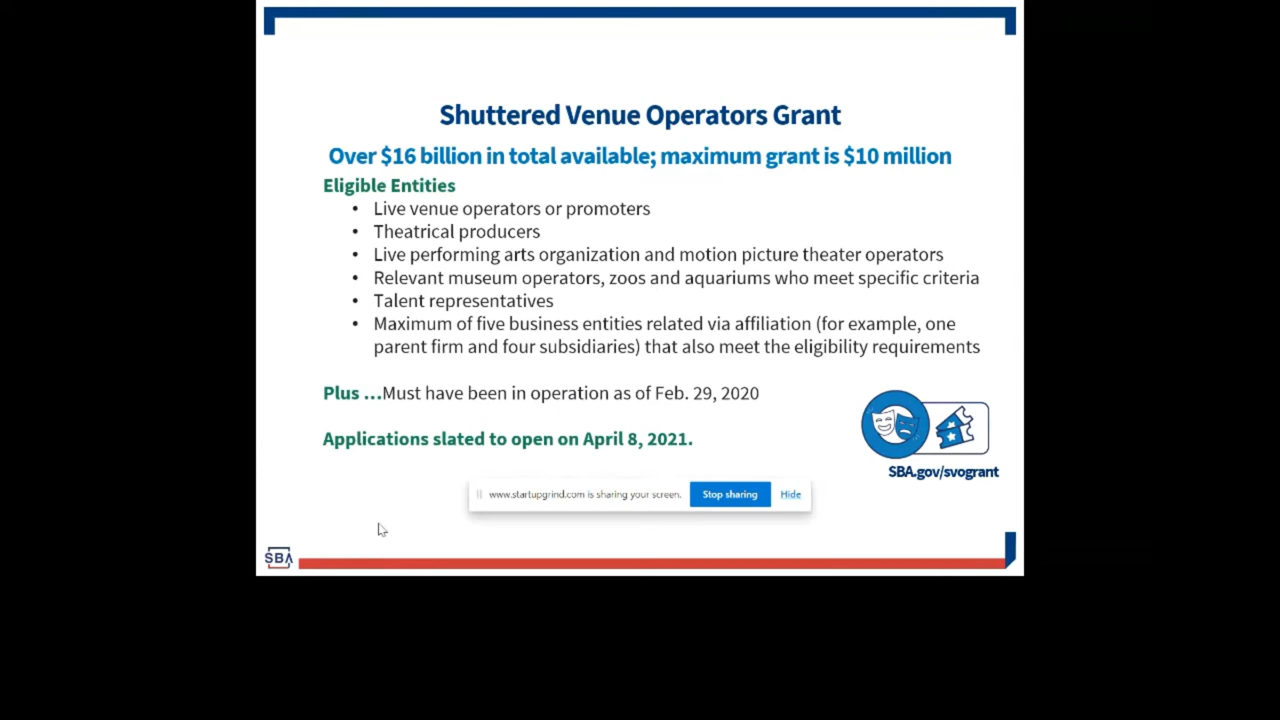 Shuttered Venue Operators Grant
Over $16 billion in total available; maximum grant is $10 million
Eligible Entities
• Live venue operators or promoters
• Theatrical producers
• Live performing arts organization and motion picture theater operators
• Relevant museum operators, zoos and aquariums who meet specific criteria
• Talent representatives
• Maximum of five business entities related via affiliation (for example, one
parent firm and four subsidiaries) that also meet the eligibility requirements
Plus ...Must have been in operation as of Feb. 29, 2020
Applications slated to open on April 8, 2021.
SBA.gov/svogrant
www.startupgrind.com is sharing your screen. Stop sharing Hide
SBA